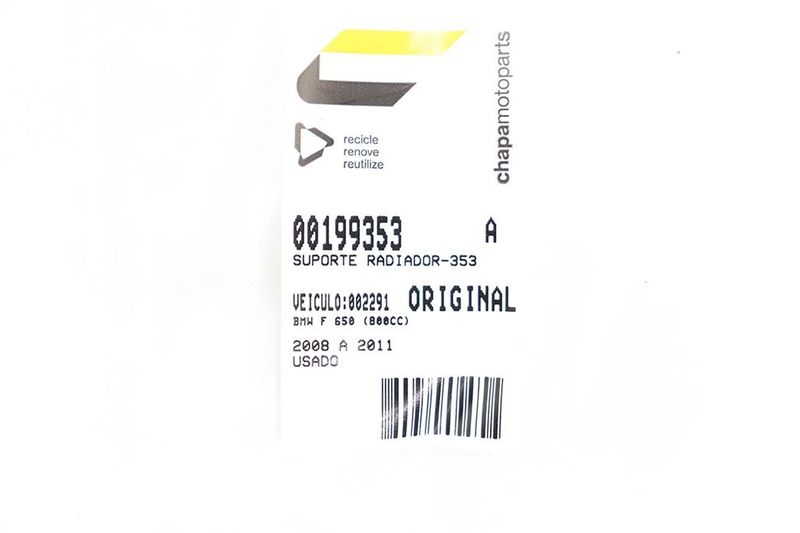 chapamotoparts
recicle
renove
reutilize
00199353 A
SUPORTE RADIADOR-353
VEICULO:002291 ORIGINAL
BMW F 650 (800CC)
2008 A 2011
USADO